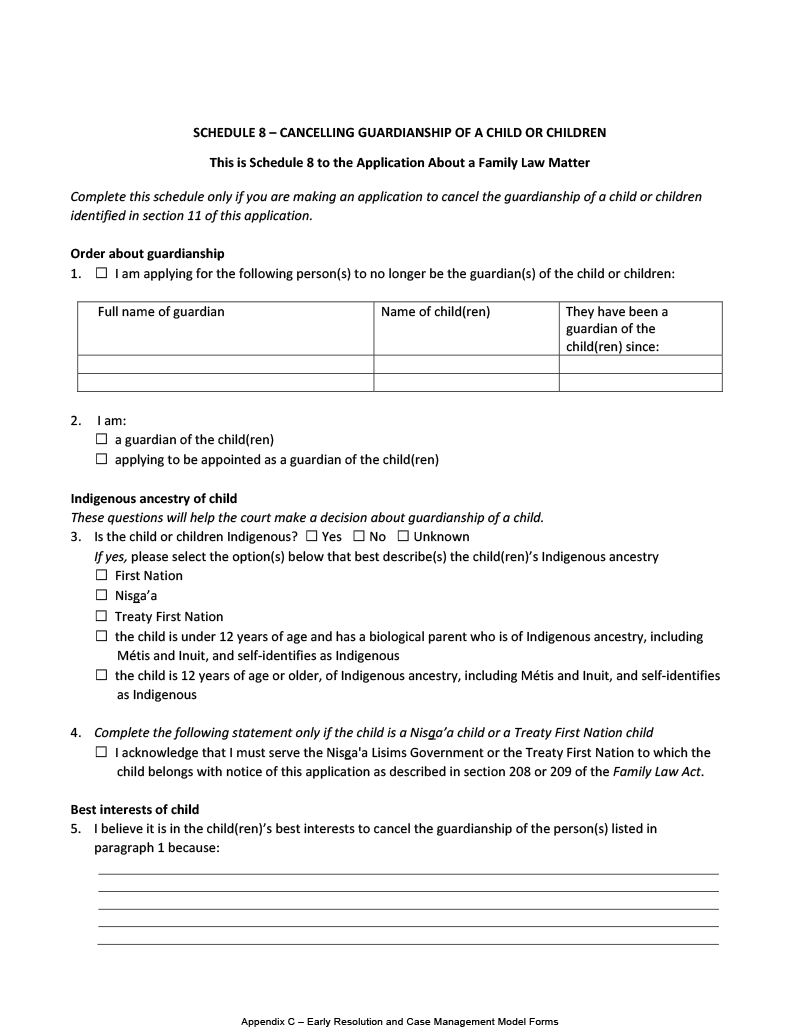 SCHEDULE 8 – CANCELLING GUARDIANSHIP OF A CHILD OR CHILDREN
This is Schedule 8 to the Application About a Family Law Matter
Complete this schedule only if you are making an application to cancel the guardianship of a child or children
identified in section 11 of this application.
Order about guardianship
1. ☐ I am applying for the following person(s) to no longer be the guardian(s) of the child or children:
Full name of guardian
Name of child(ren)
They have been a
guardian of the
child(ren) since:
2. I am:
☐ a guardian of the child(ren)
☐ applying to be appointed as a guardian of the child(ren)
Indigenous ancestry of child
These questions will help the court make a decision about guardianship of a child.
3. Is the child or children Indigenous? ☐ Yes ☐ No ☐ Unknown
If yes, please select the option(s) below that best describe(s) the child(ren)’s Indigenous ancestry
☐ First Nation
☐ Nisg̲a’a
☐ Treaty First Nation
☐ the child is under 12 years of age and has a biological parent who is of Indigenous ancestry, including
Métis and Inuit, and self-identifies as Indigenous
☐ the child is 12 years of age or older, of Indigenous ancestry, including Métis and Inuit, and self-identifies
as Indigenous
4. Complete the following statement only if the child is a Nisg̲a’a child or a Treaty First Nation child
☐ I acknowledge that I must serve the Nisg̲a'a Lisims Government or the Treaty First Nation to which the
child belongs with notice of this application as described in section 208 or 209 of the Family Law Act.
Best interests of child
5. I believe it is in the child(ren)’s best interests to cancel the guardianship of the person(s) listed in
paragraph 1 because:
Appendix C – Early Resolution and Case Management Model Forms